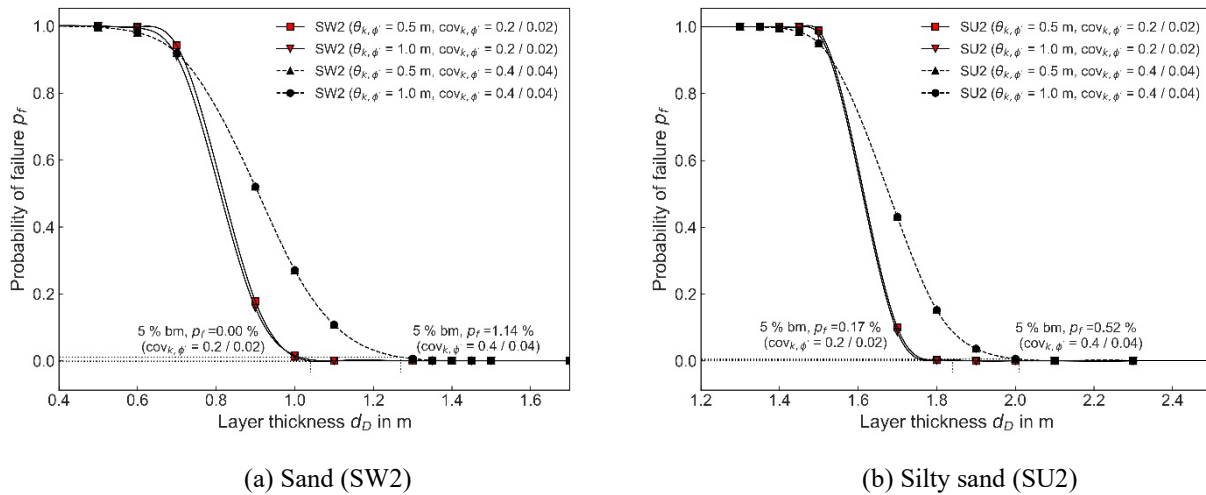 SW2 (θk, ϕ' = 0.5 m, covk, ϕ' = 0.2 / 0.02)
SW2 (θk, ϕ' = 1.0 m, covk, ϕ' = 0.2 / 0.02)
SW2 (θk, ϕ' = 0.5 m, covk, ϕ' = 0.4 / 0.04)
SW2 (θk, ϕ' = 1.0 m, covk, ϕ' = 0.4 / 0.04)
Probability of failure pf
1.0
0.8
0.6
0.4
0.2
0.0
5 % bm, pf =0.00 %
(covk, ϕ' = 0.2 / 0.02)
5 % bm, pf =1.14 %
(covk, ϕ' = 0.4 / 0.04)
0.4 0.6 0.8 1.0 1.2 1.4 1.6
Layer thickness dD in m
(a) Sand (SW2)
SU2 (θk, ϕ' = 0.5 m, covk, ϕ' = 0.2 / 0.02)
SU2 (θk, ϕ' = 1.0 m, covk, ϕ' = 0.2 / 0.02)
SU2 (θk, ϕ' = 0.5 m, covk, ϕ' = 0.4 / 0.04)
SU2 (θk, ϕ' = 1.0 m, covk, ϕ' = 0.4 / 0.04)
Probability of failure pf
1.0
0.8
0.6
0.4
0.2
0.0
5 % bm, pf =0.17 %
(covk, ϕ' = 0.2 / 0.02)
5 % bm, pf =0.52 %
(covk, ϕ' = 0.4 / 0.04)
1.2 1.4 1.6 1.8 2.0 2.2 2.4
Layer thickness dD in m
(b) Silty sand (SU2)